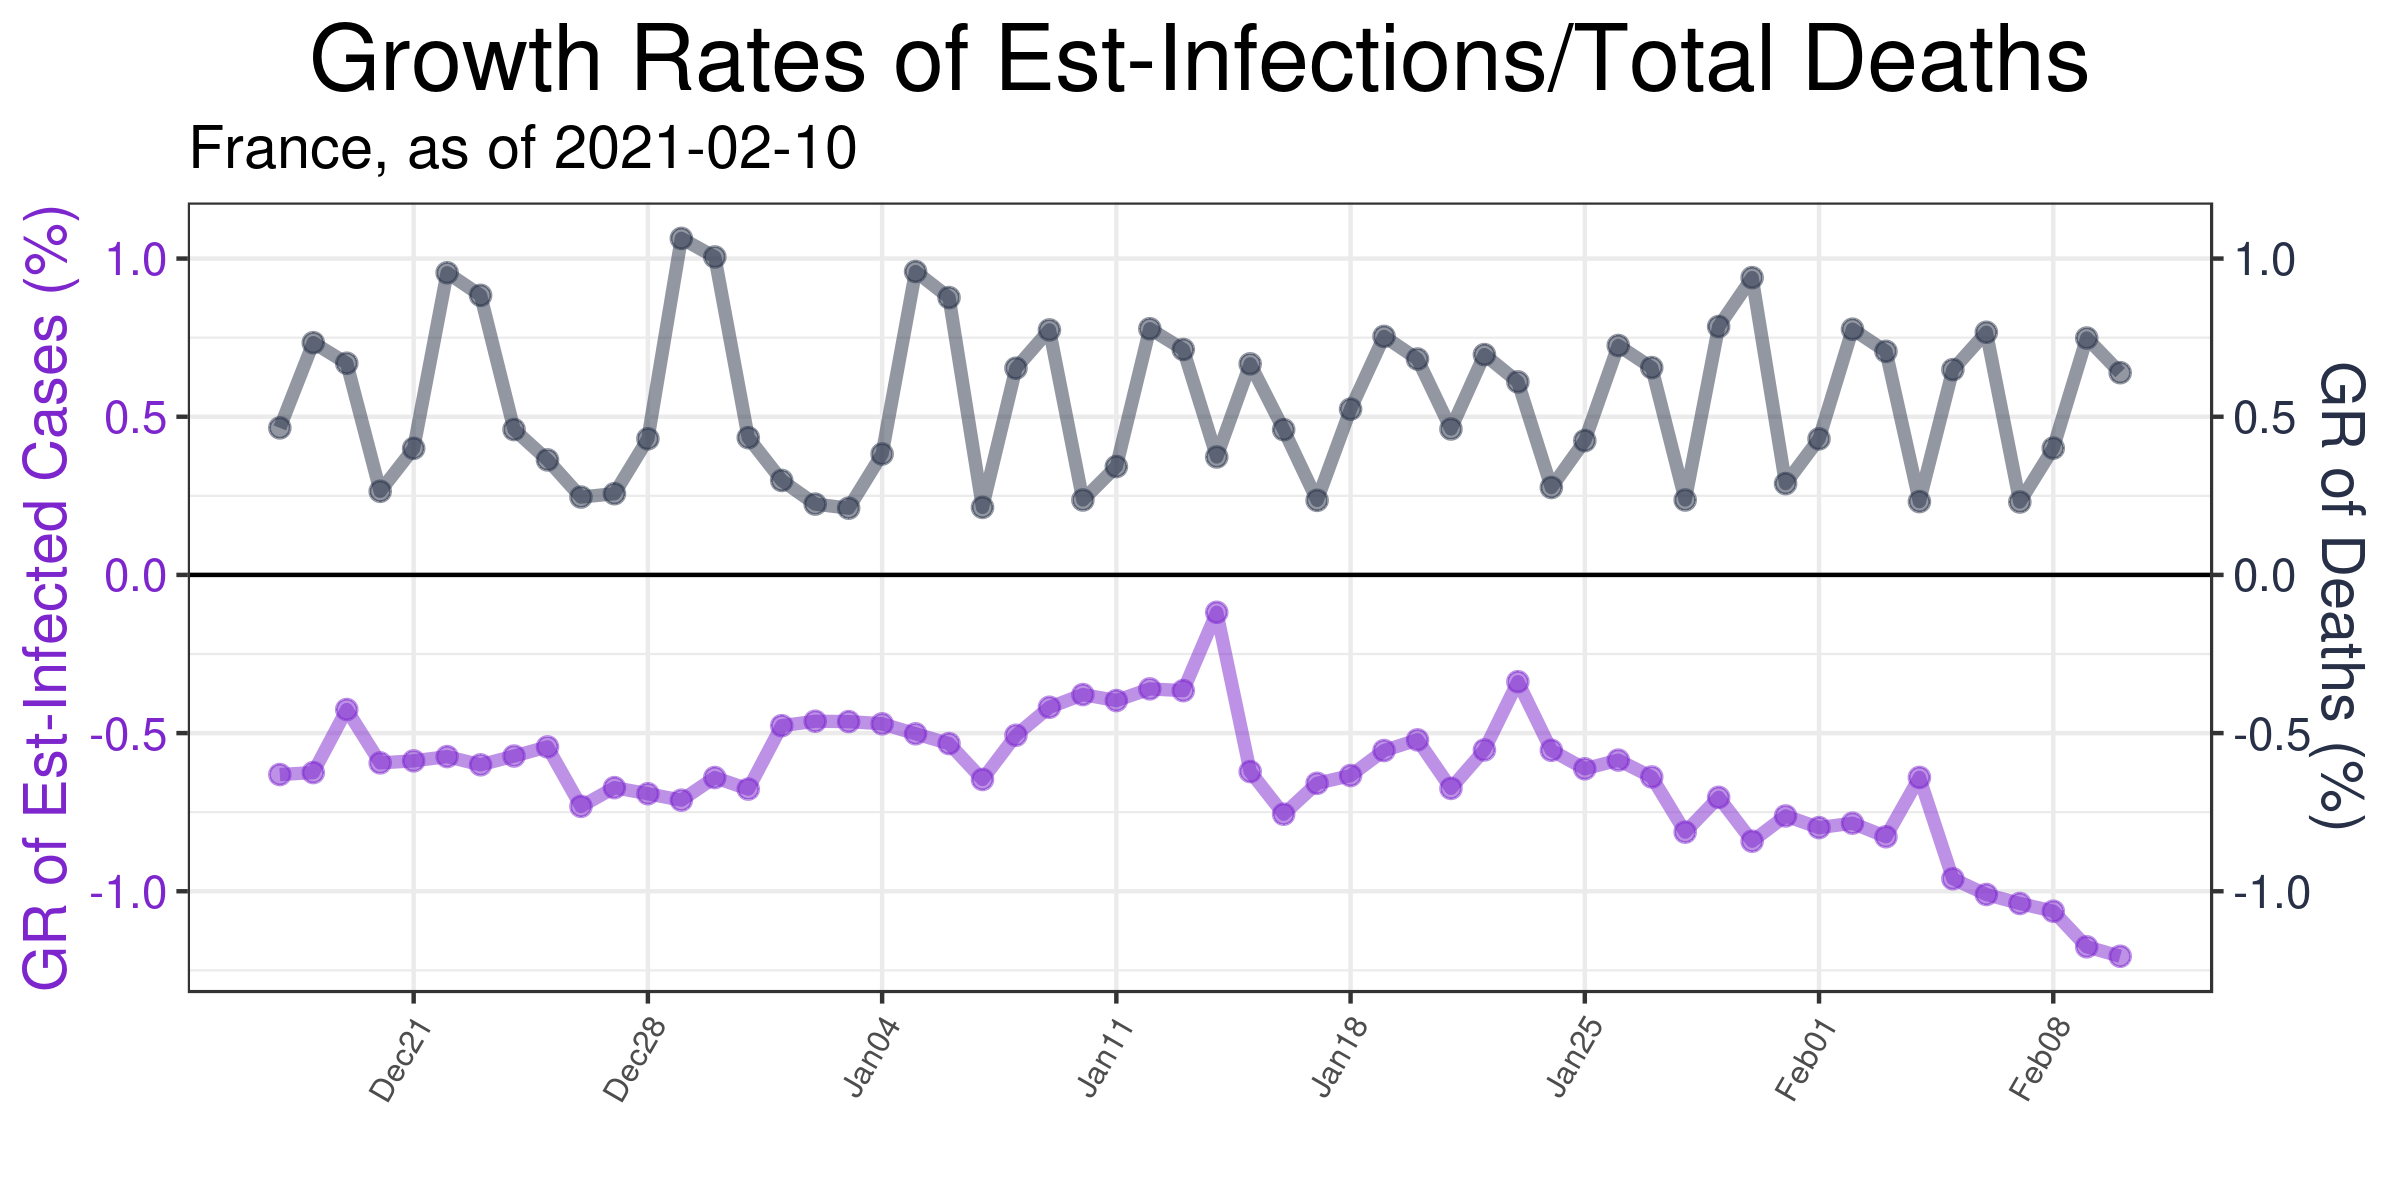 Growth Rates of Est-Infections/Total Deaths
France, as of 2021-02-10
GR of Est-Infected Cases (%)
1.0
0.5
0.0
-0.5
-1.0
1.0
0.5
0.0
-0.5
-1.0
GR of Deaths (%)
Dec21
Dec28
Jan04
Jan11
Jan18
Jan25
Feb01
Feb08